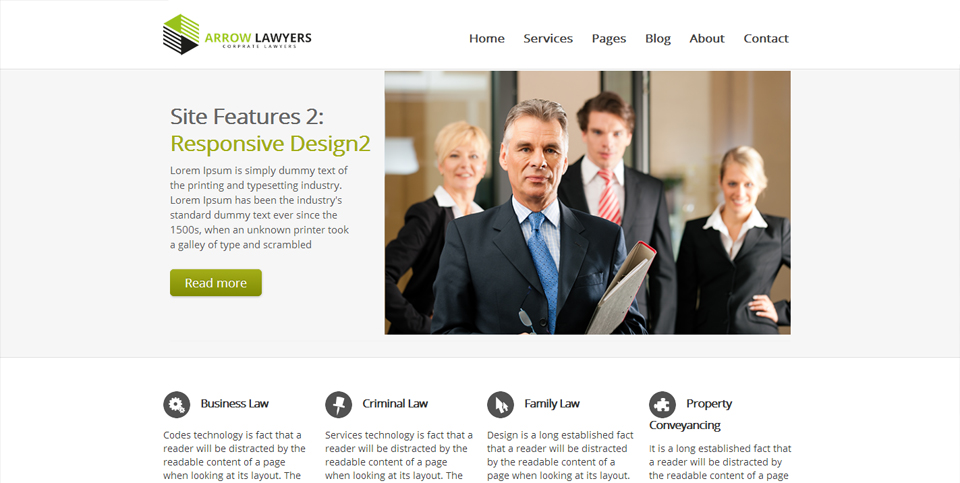 ARROW LAWYERS
CORPRATE LAWYERS
Home Services Pages Blog About Contact
Site Features 2:
Responsive Design2
Lorem Ipsum is simply dummy text of
the printing and typesetting industry.
Lorem Ipsum has been the industry's
standard dummy text ever since the
1500s, when an unknown printer took
a galley of type and scrambled
Read more
Business Law
Codes technology is fact that a
reader will be distracted by the
readable content of a page
when looking at its layout. The
Criminal Law
Services technology is fact that a
reader will be distracted by the
readable content of a page
when looking at its layout. The
Family Law
Design is a long established fact
that a reader will be distracted
by the readable content of a
page when looking at its layout.
Property
Conveyancing
It is a long established fact that
a reader will be distracted by
the readable content of a page